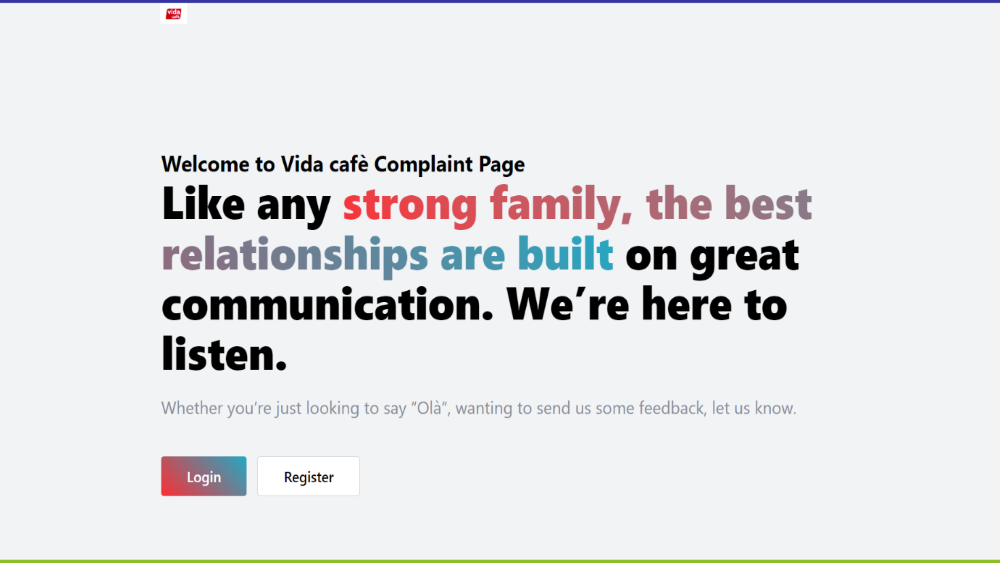 vida
cafè
Welcome to Vida cafè Complaint Page
Like any strong family, the best
relationships are built on great
communication. We´re here to
listen.
Whether you’re just looking to say “Olà”, wanting to send us some feedback, let us know.
Login
Register